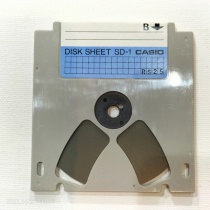 B
DISK SHEET SD-1 CASIO